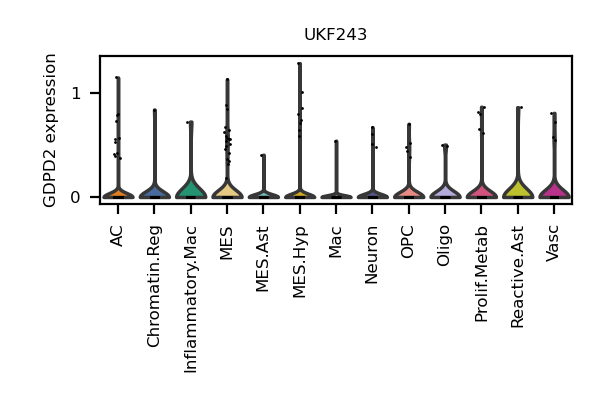 UKF243
GDPD2 expression
1
0
AC
Chromatin.Reg
Inflammatory.Mac
MES
MES.Ast
MES.Hyp
Mac
Neuron
OPC
Oligo
Prolif.Metab
Reactive.Ast
Vasc